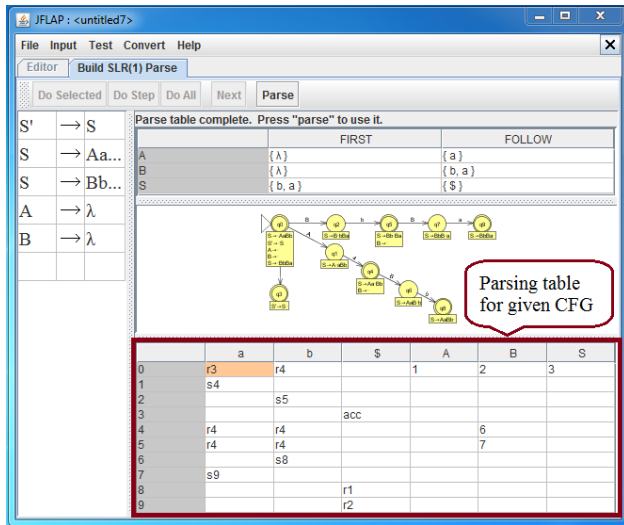 JFLAP : <untitled7>
File Input Test Convert Help
Editor Build SLR(1) Parse
Do Selected Do Step Do All Next Parse
S' → S
S → Aa...
S → Bb...
A → λ
B → λ
Parse table complete. Press "parse" to use it.
FIRST FOLLOW
A { λ } { a }
B { λ } { b, a }
S { b, a } { $ }
Parsing table
for given CFG
a b $ A B S
0 r3 r4 1 2 3
1 s4
2 s5
3 acc
4 r4 r4 6
5 r4 r4 7
6 s8
7 s9
8 r1
9 r2